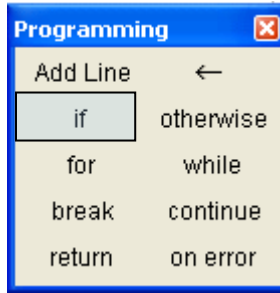 Programming
Add Line ←
if otherwise
for while
break continue
return on error